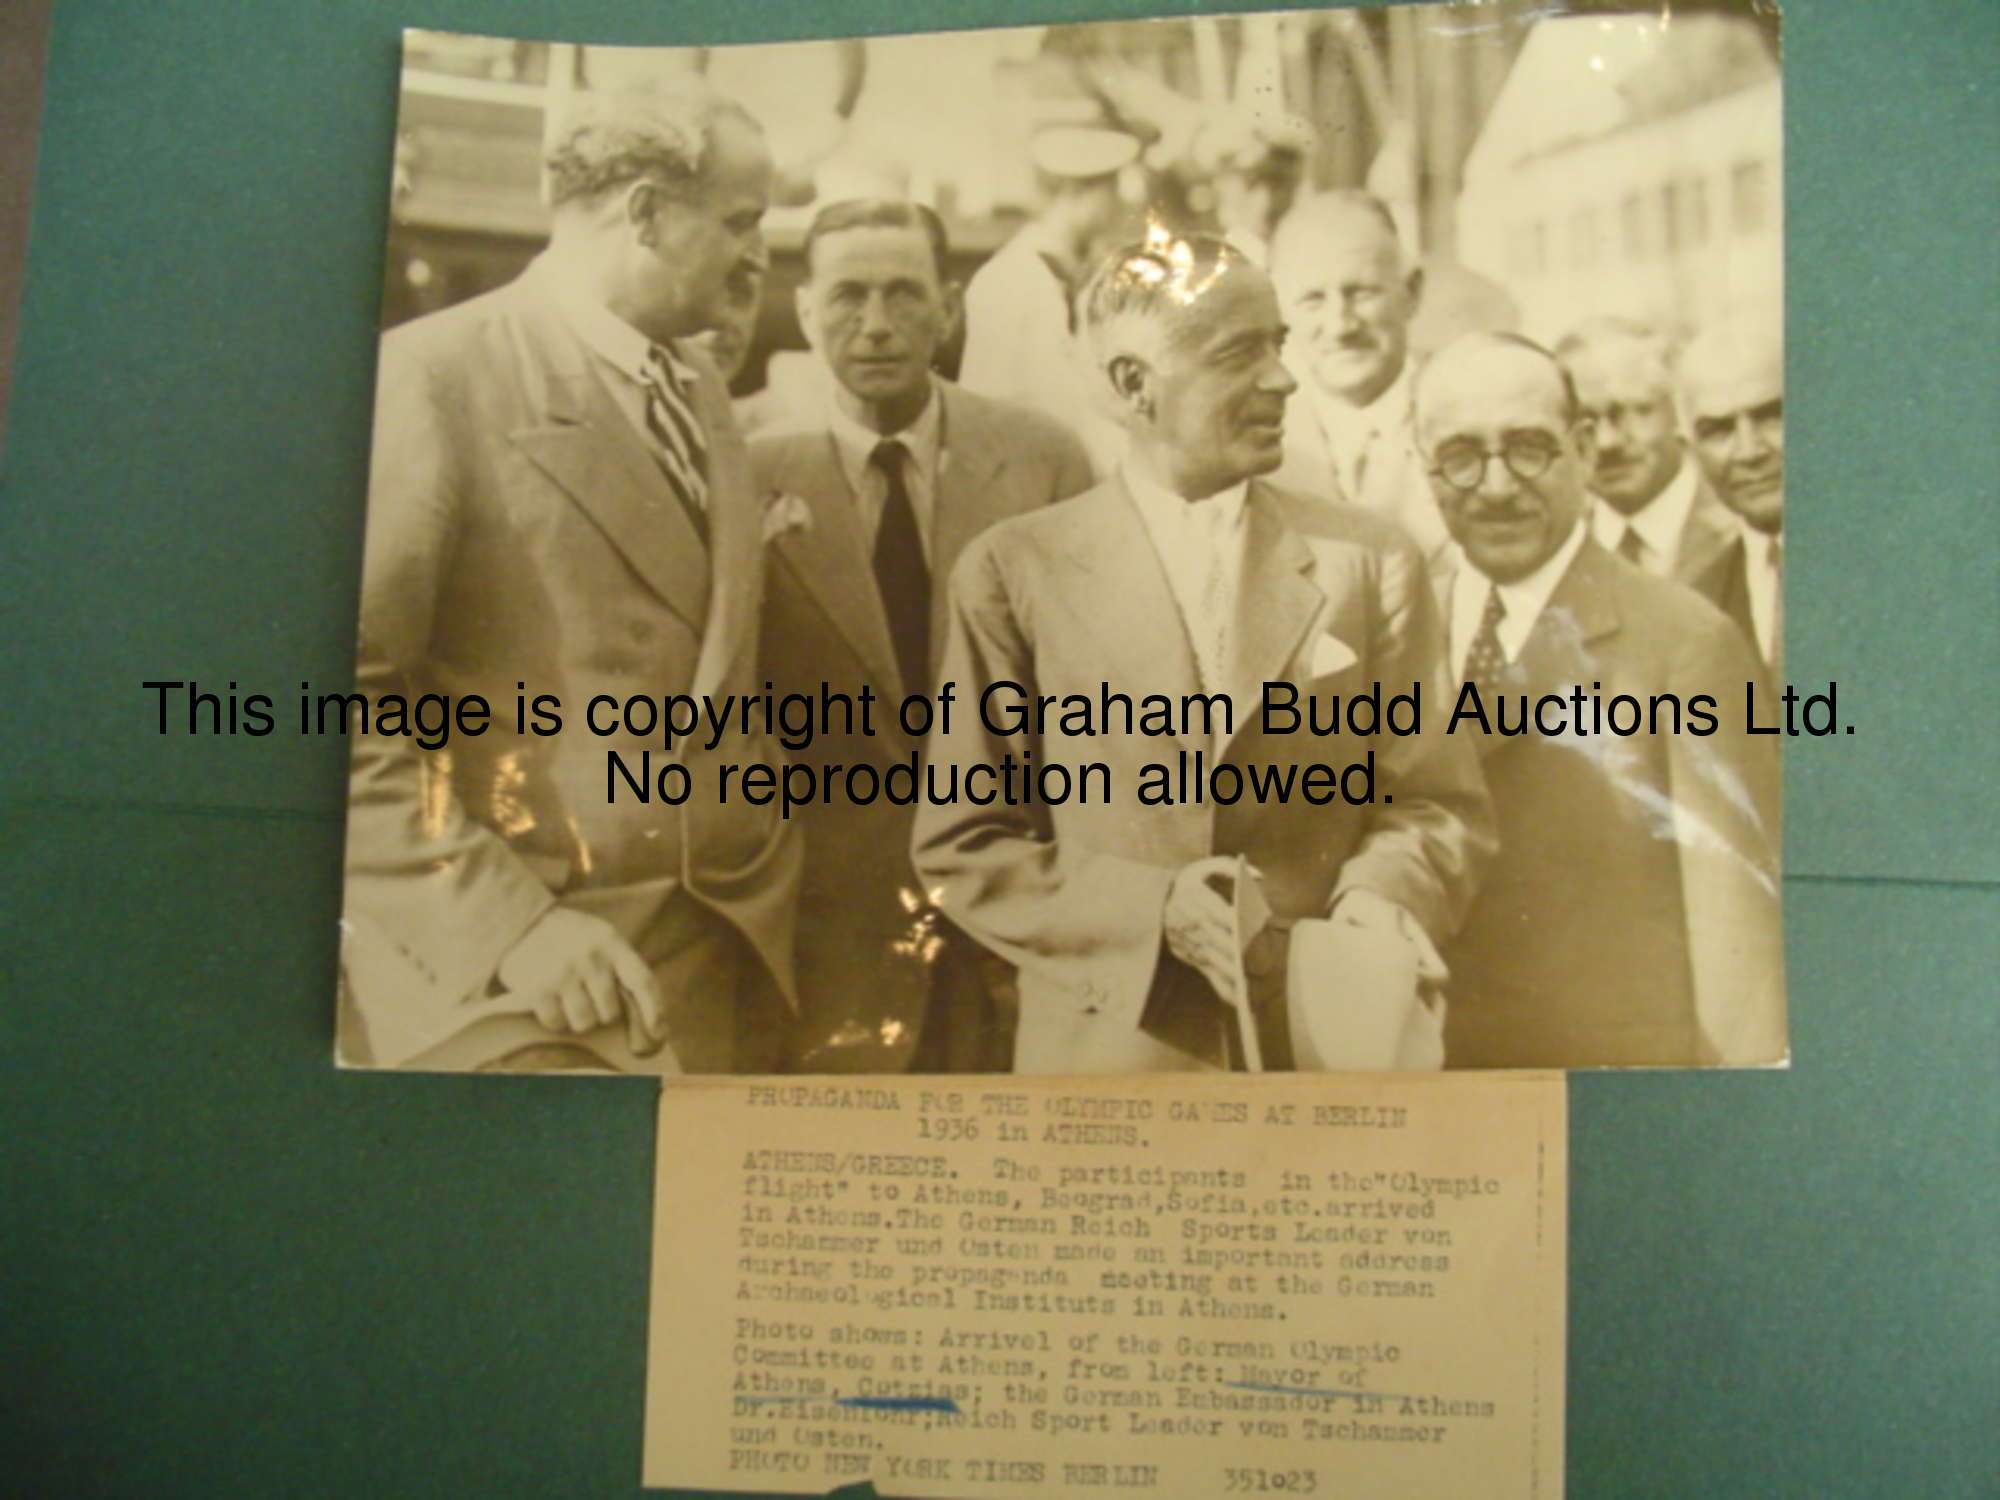 This image is copyright of Graham Budd Auctions Ltd.
No reproduction allowed.
PROPAGANDA FOR THE OLYMPIC GAMES AT BERLIN
1936 in ATHENS.
ATHENS/GREECE. The participants in the"Olympic
flight" to Athens, Beograd,Sofia,etc.arrived
in Athens.The German Reich Sports Leader von
Tschammer und Osten made an important address
during the propaganda meeting at the German
Archaeological Instituts in Athens.
Photo shows: Arrivel of the German Olympic
Committee at Athens, from left: Mayor of
Athens, Cotzias; the German Embassador in Athens
Dr.Eisenlohr;Reich Sport Leader von Tschammer
und Osten.
PHOTO NEW YORK TIMES BERLIN 351023